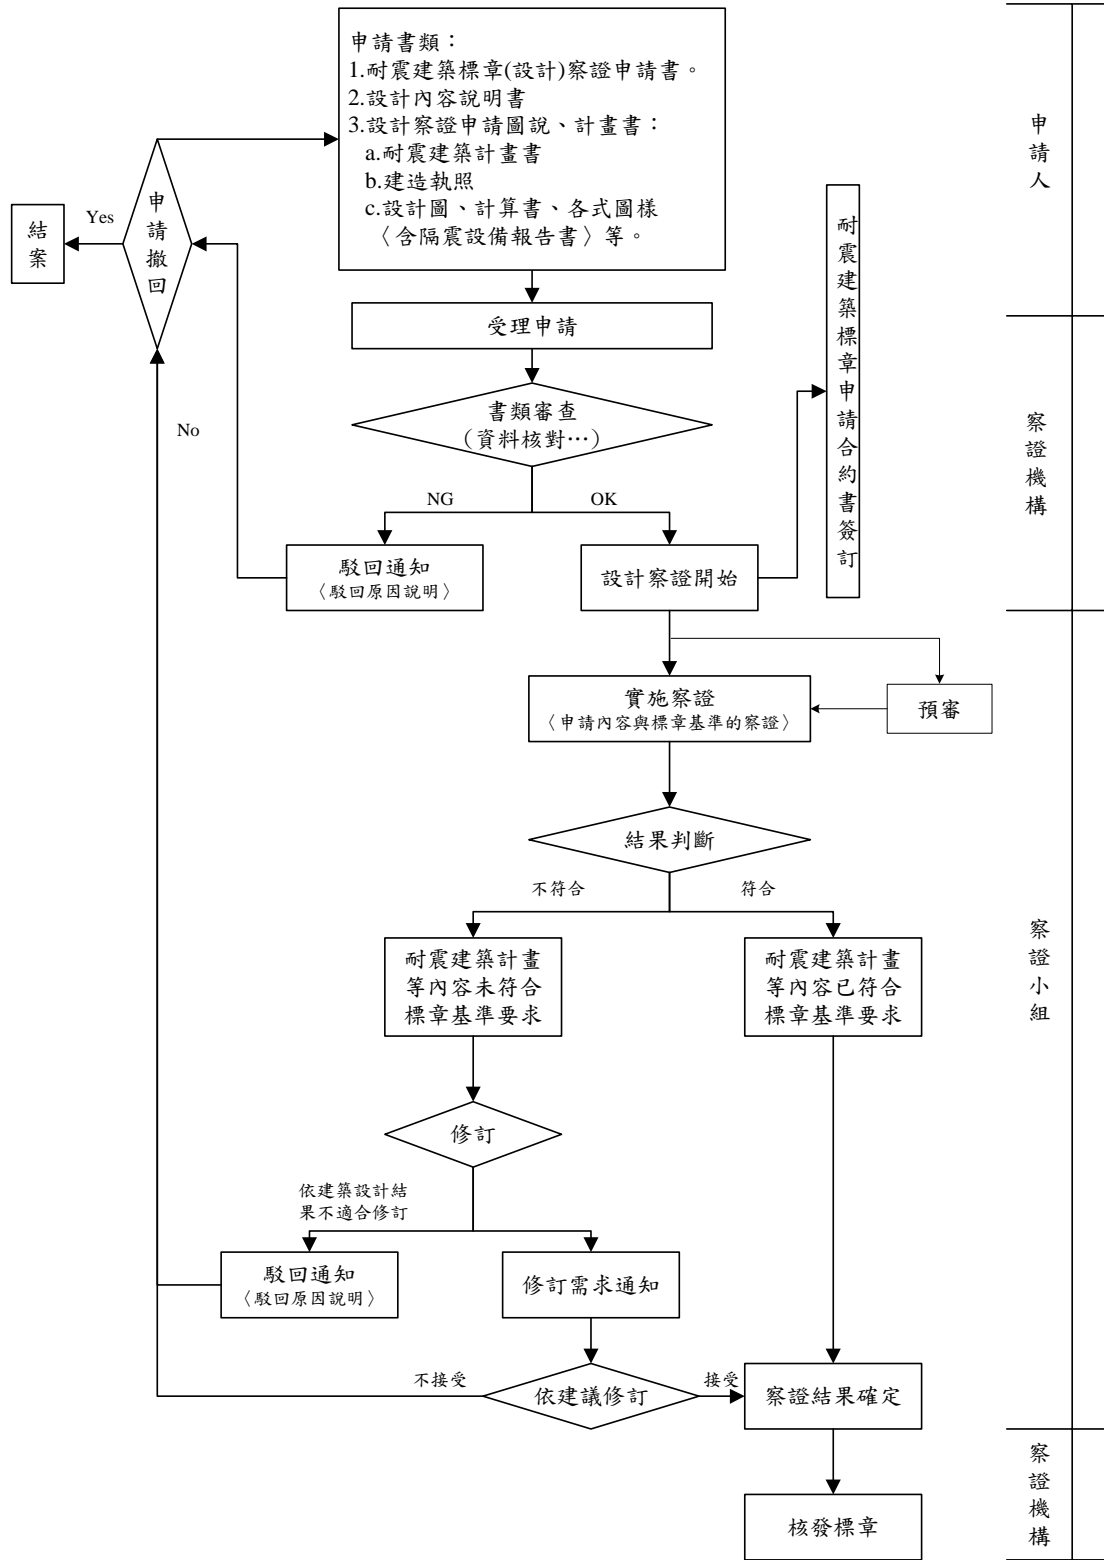 申請書類：
1.耐震建築標章(設計)察證申請書。
2.設計內容說明書
3.設計察證申請圖說、計畫書：
a.耐震建築計畫書
b.建造執照
c.設計圖、計算書、各式圖樣
〈含隔震設備報告書〉等。
申請人
申請撤回
Yes
結案
耐震建築標章申請合約書簽訂
受理申請
書類審查
（資料核對…）
No
察證機構
NG
OK
駁回通知
〈駁回原因說明〉
設計察證開始
實施察證
〈申請內容與標章基準的察證〉
預審
結果判斷
不符合
符合
耐震建築計畫
等內容未符合
標章基準要求
耐震建築計畫
等內容已符合
標章基準要求
察證小組
修訂
依建築設計結
果不適合修訂
駁回通知
〈駁回原因說明〉
修訂需求通知
不接受
依建議修訂
接受
察證結果確定
核發標章
察證機構